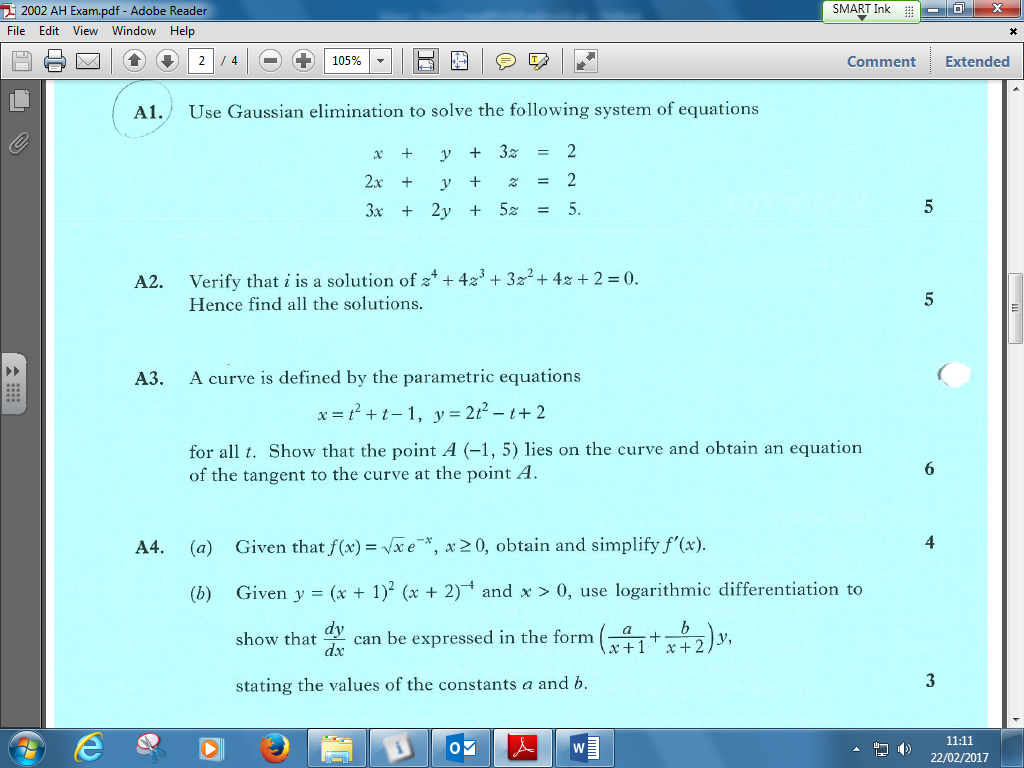 2002 AH Exam.pdf - Adobe Reader
SMART Ink
File Edit View Window Help
2 / 4 105% Comment Extended
A1. Use Gaussian elimination to solve the following system of equations
x + y + 3z = 2
2x + y + z = 2
3x + 2y + 5z = 5. 5
A2. Verify that i is a solution of z⁴ + 4z³ + 3z² + 4z + 2 = 0.
Hence find all the solutions. 5
A3. A curve is defined by the parametric equations
x = t² + t − 1, y = 2t² − t + 2
for all t. Show that the point A (−1, 5) lies on the curve and obtain an equation
of the tangent to the curve at the point A. 6
A4. (a) Given that f(x) = √x e⁻ˣ, x ≥ 0, obtain and simplify f′(x). 4
(b) Given y = (x + 1)² (x + 2)⁻⁴ and x > 0, use logarithmic differentiation to
show that dy/dx can be expressed in the form (a/(x+1) + b/(x+2)) y,
stating the values of the constants a and b. 3
11:11
22/02/2017